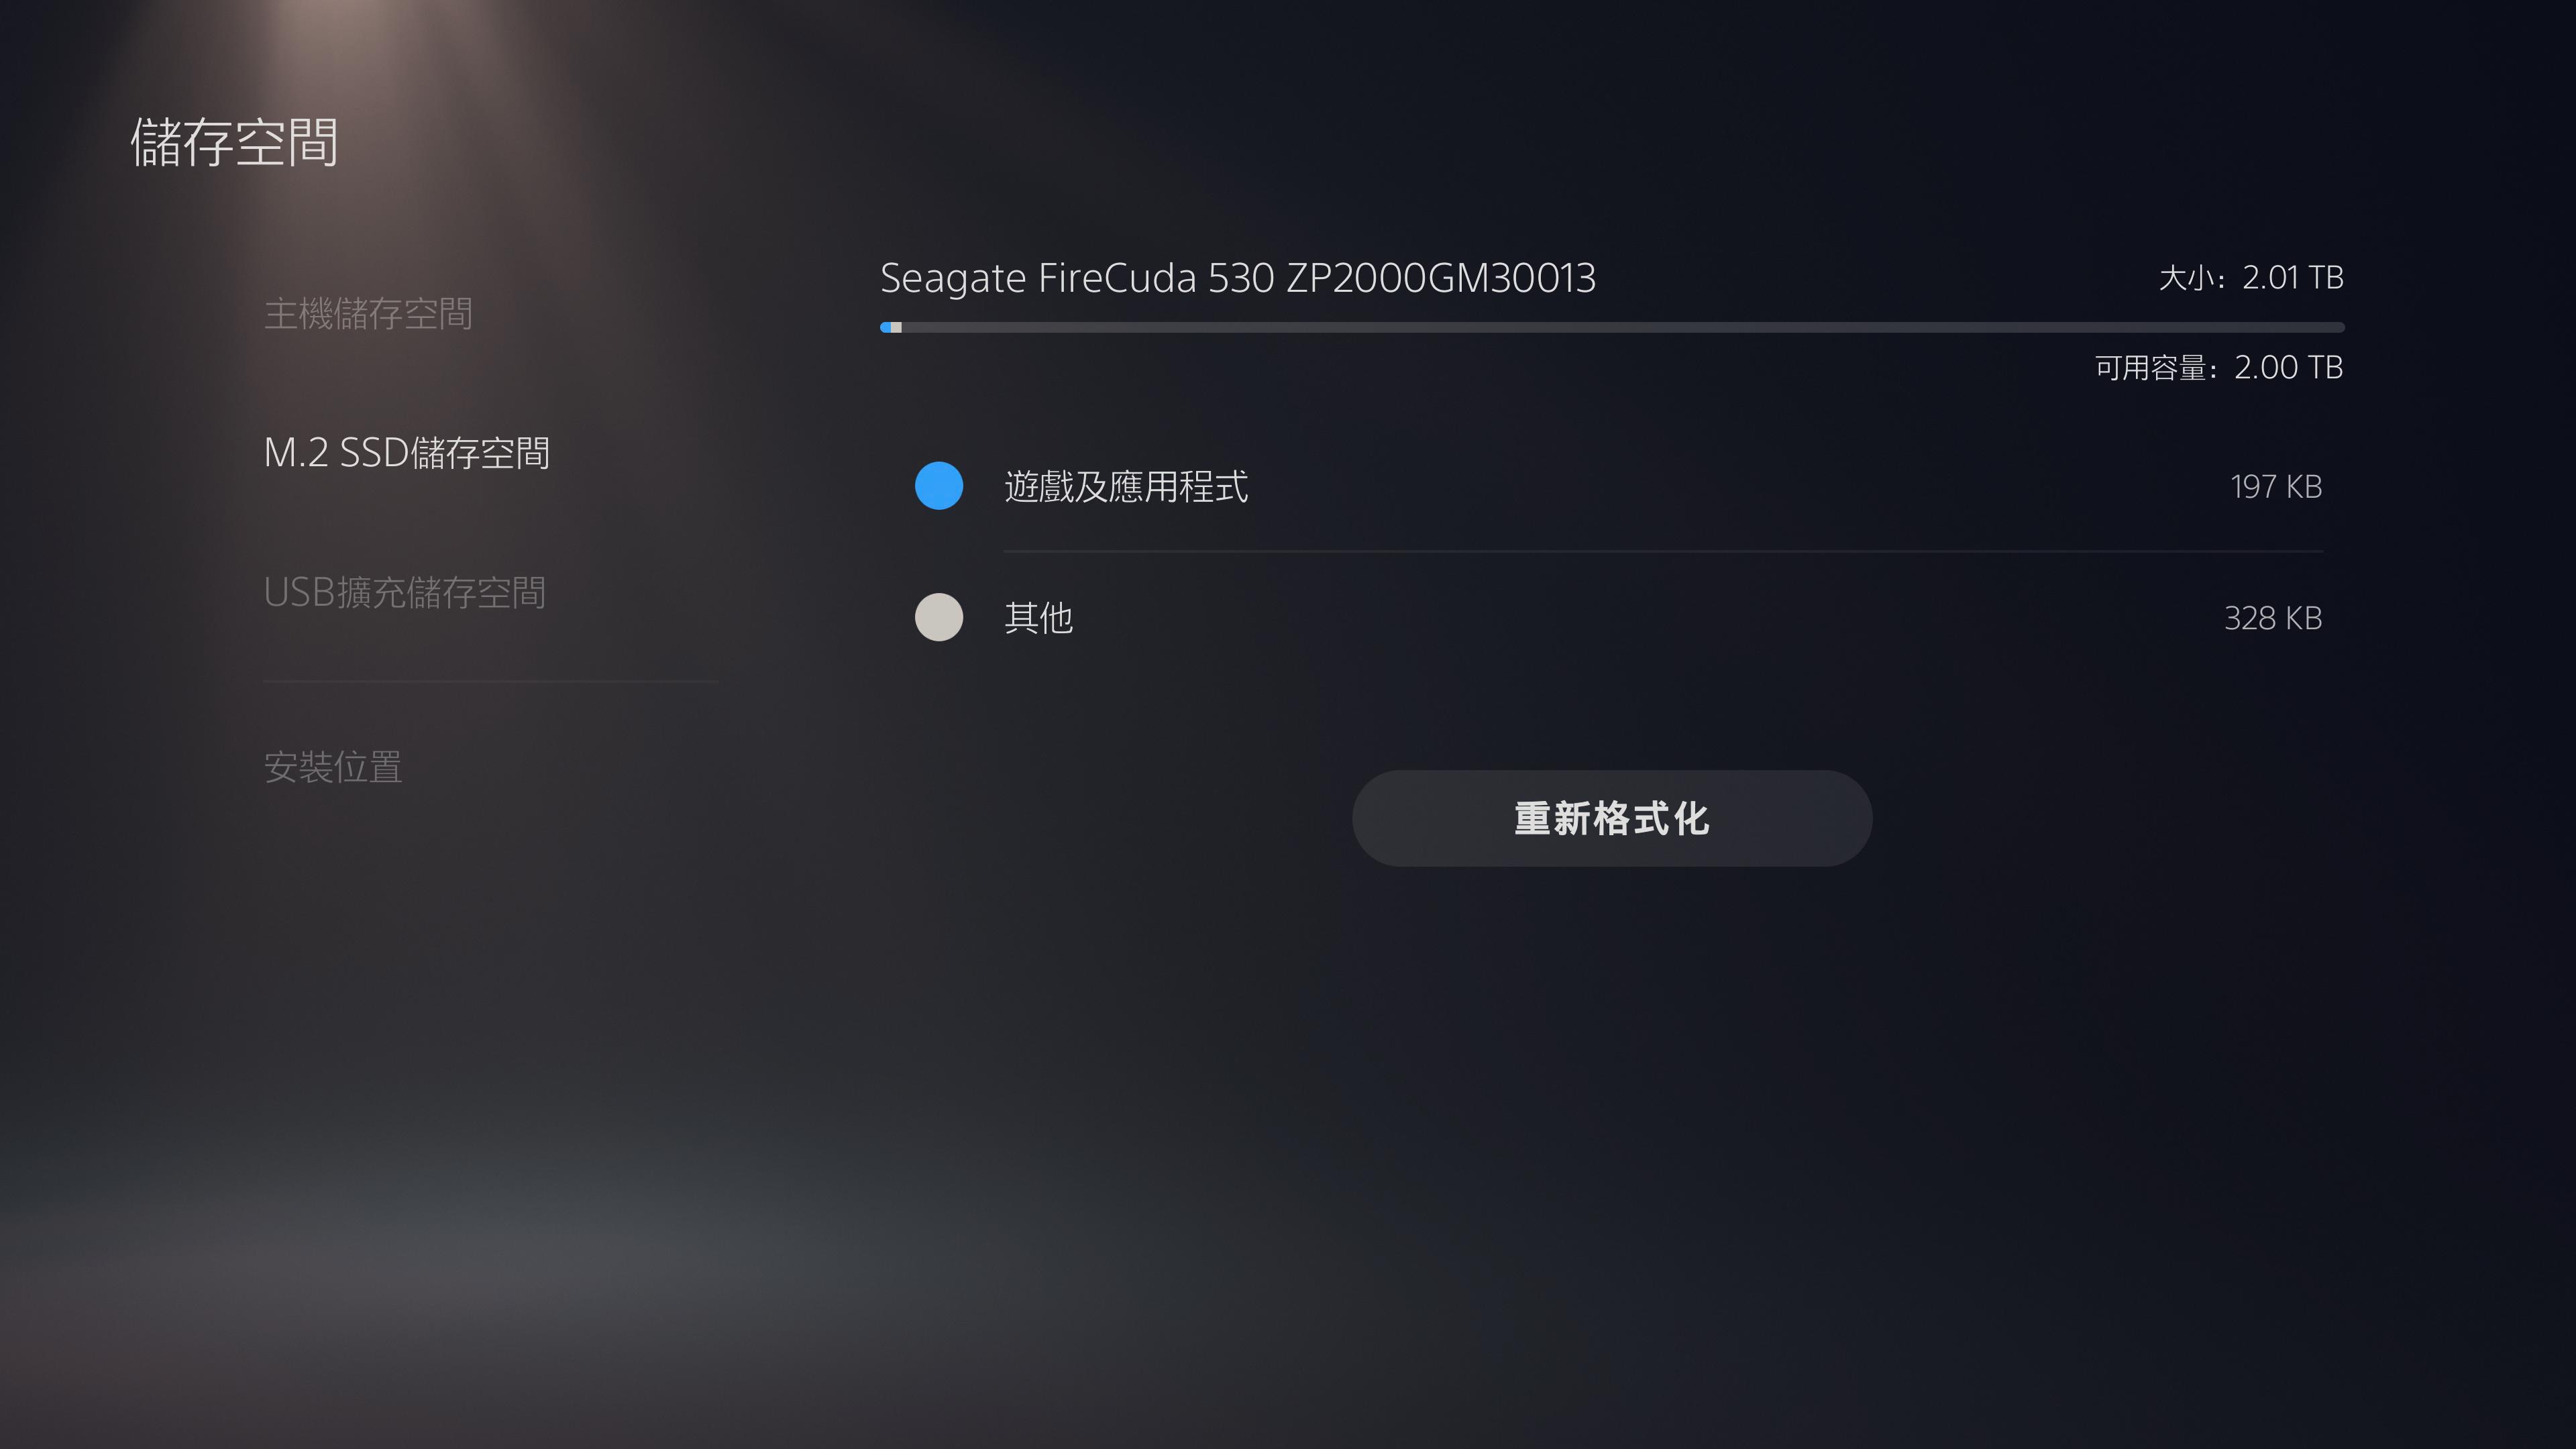 儲存空間
主機儲存空間
M.2 SSD儲存空間
USB擴充儲存空間
安裝位置
Seagate FireCuda 530 ZP2000GM30013
大小：2.01 TB
可用容量：2.00 TB
遊戲及應用程式 197 KB
其他 328 KB
重新格式化